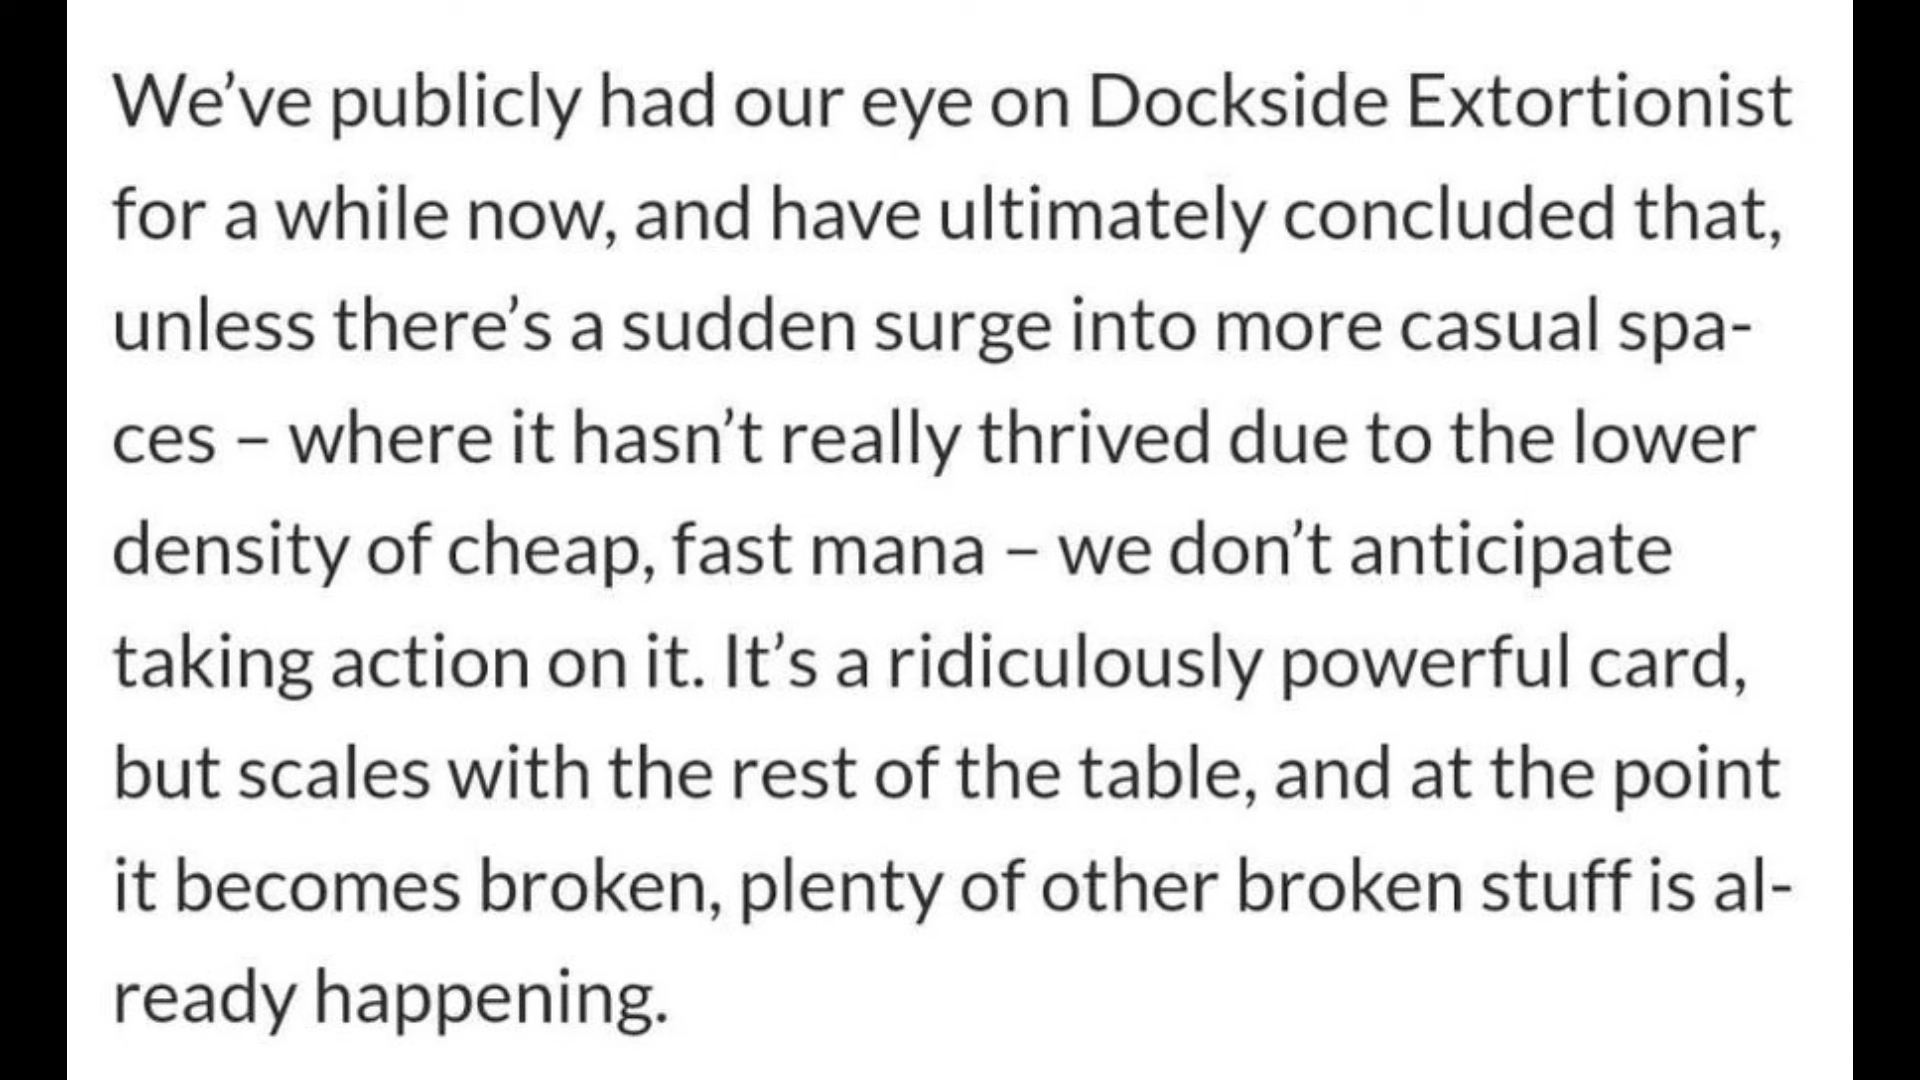 We’ve publicly had our eye on Dockside Extortionist
for a while now, and have ultimately concluded that,
unless there’s a sudden surge into more casual spa-
ces – where it hasn’t really thrived due to the lower
density of cheap, fast mana – we don’t anticipate
taking action on it. It’s a ridiculously powerful card,
but scales with the rest of the table, and at the point
it becomes broken, plenty of other broken stuff is al-
ready happening.